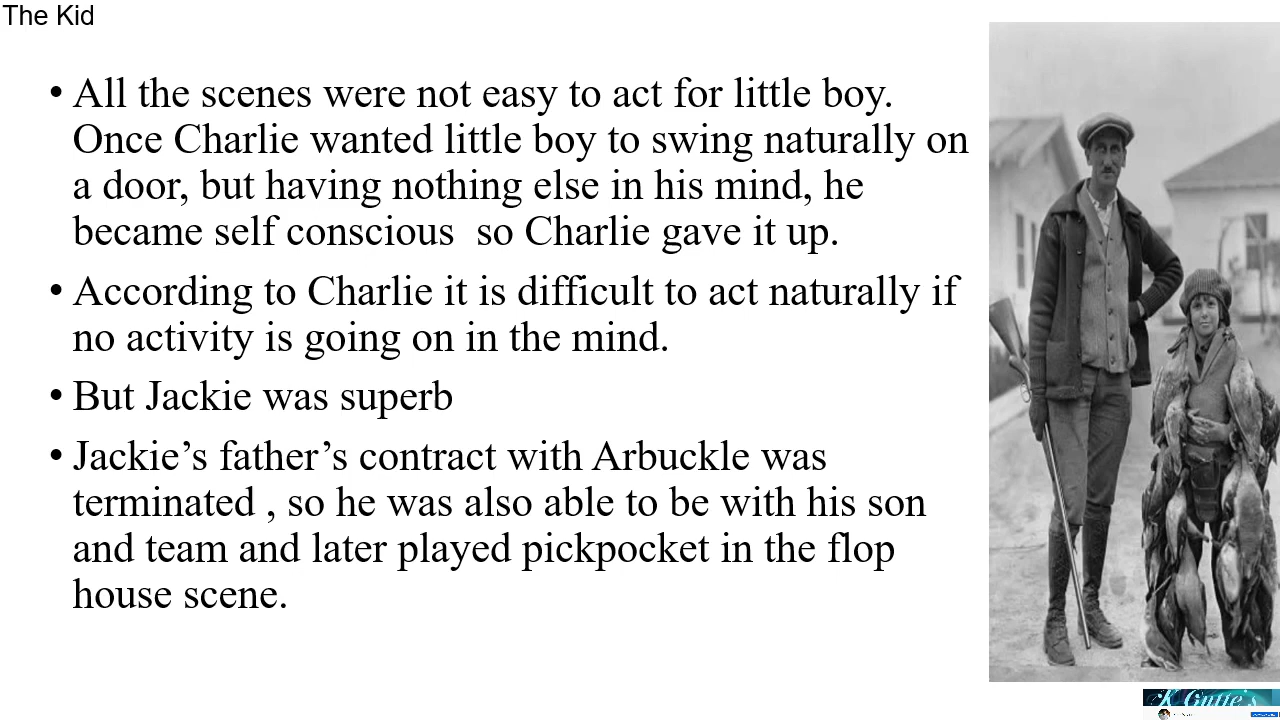 The Kid
• All the scenes were not easy to act for little boy.
Once Charlie wanted little boy to swing naturally on
a door, but having nothing else in his mind, he
became self conscious  so Charlie gave it up.
• According to Charlie it is difficult to act naturally if
no activity is going on in the mind.
• But Jackie was superb
• Jackie’s father’s contract with Arbuckle was
terminated , so he was also able to be with his son
and team and later played pickpocket in the flop
house scene.